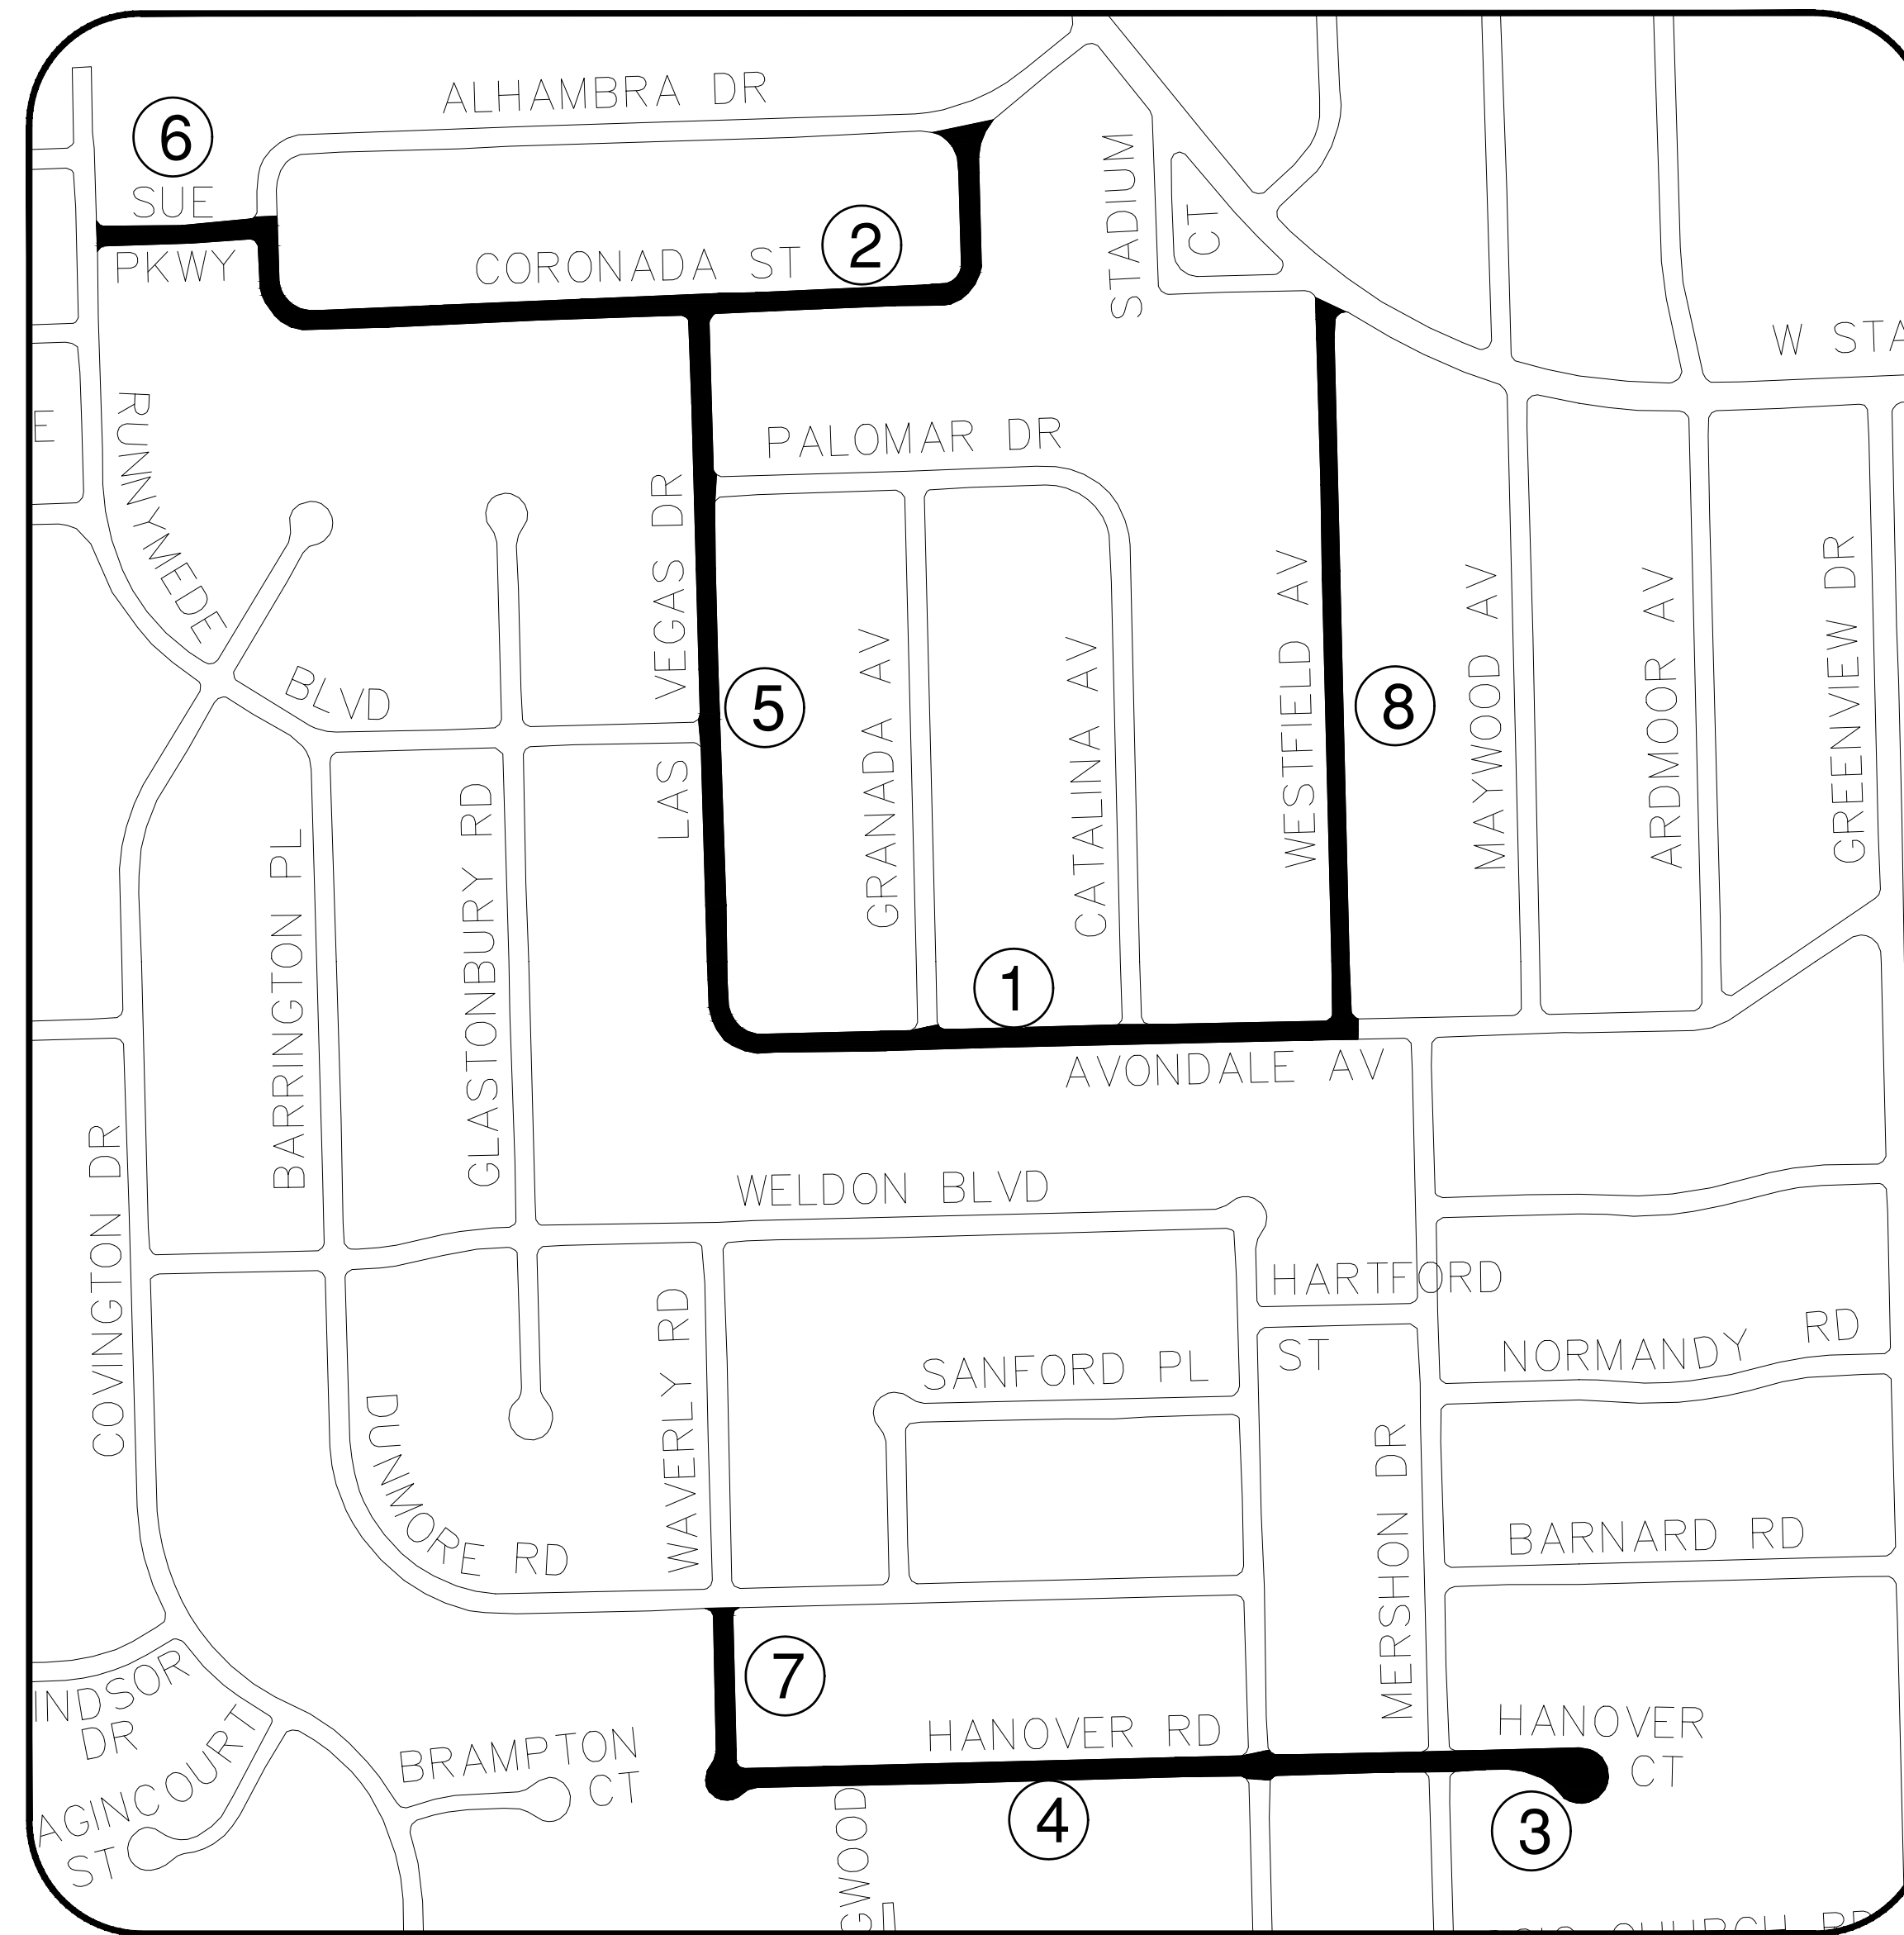 ALHAMBRA DR
6
SUE
PKWY
CORONADA ST
2
STADIUM
CT
RUNNYMEDE
BLVD
PALOMAR DR
LAS VEGAS DR
5
GRANADA AV
CATALINA AV
WESTFIELD AV
8
MAYWOOD AV
ARDMOOR AV
GREENVIEW DR
1
AVONDALE AV
BARRINGTON PL
GLASTONBURY RD
COVINGTON DR
WELDON BLVD
HARTFORD
ST
NORMANDY RD
SANFORD PL
WAVERLY RD
DUNMORE RD
MERSHON DR
BARNARD RD
7
HANOVER RD
HANOVER
CT
4
3
INDSOR
DR
AGINCOURT
ST
BRAMPTON
CT
GWOOD
W STA
E